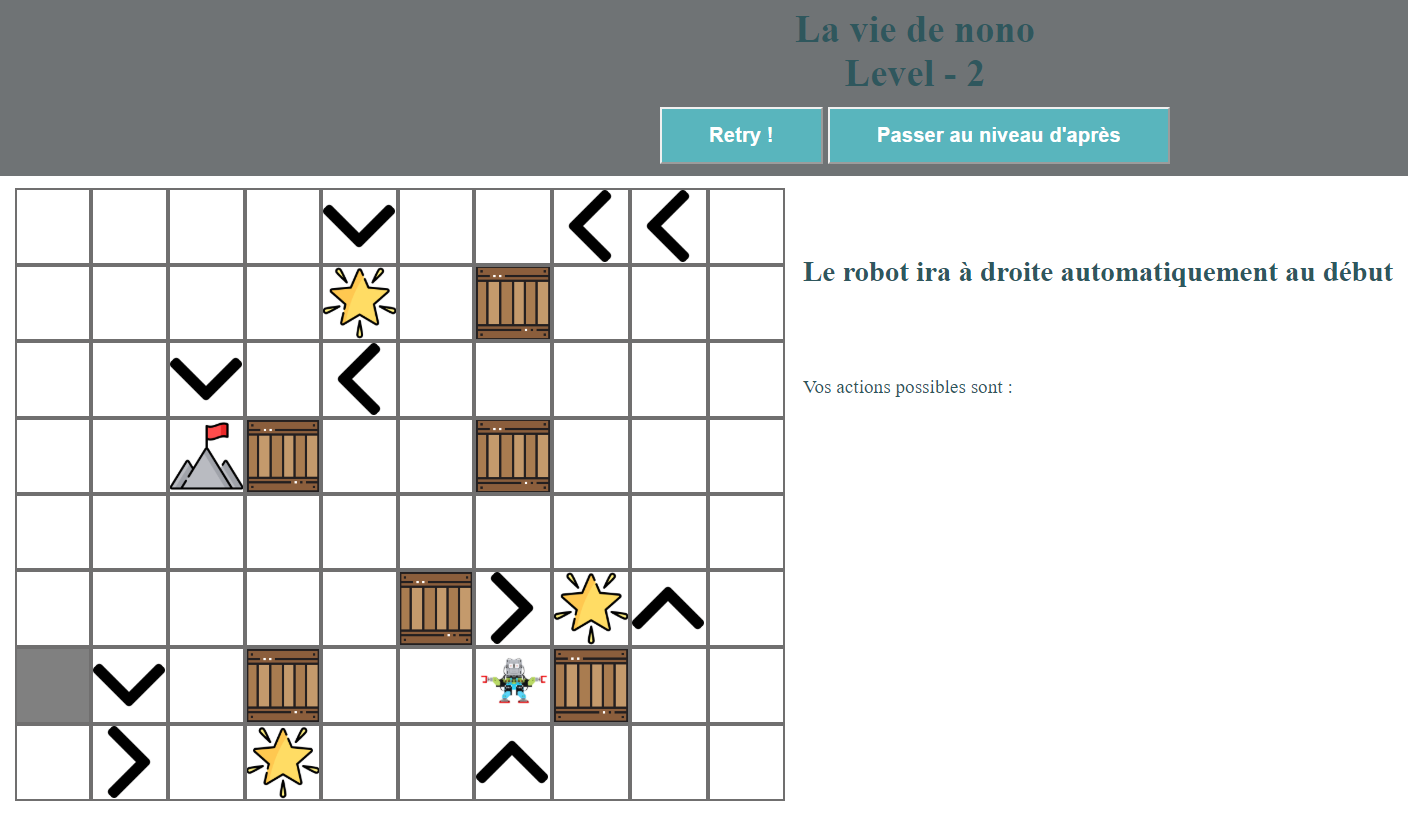 La vie de nono
Level - 2
Retry !
Passer au niveau d'après
Le robot ira à droite automatiquement au début
Vos actions possibles sont :